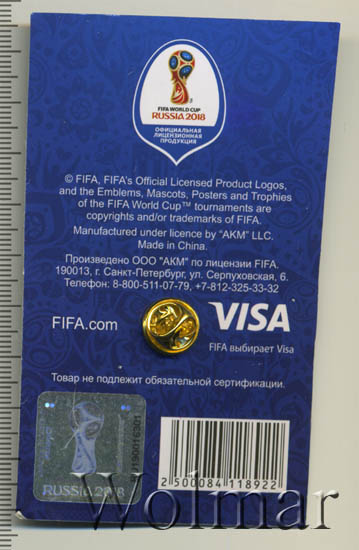 FIFA WORLD CUP
RUSSIA 2018
ОФИЦИАЛЬНАЯ
ЛИЦЕНЗИОННАЯ
ПРОДУКЦИЯ
© FIFA, FIFA's Official Licensed Product Logos,
and the Emblems, Mascots, Posters and Trophies
of the FIFA World Cup™ tournaments are
copyrights and/or trademarks of FIFA.
Manufactured under licence by “AKM” LLC.
Made in China.
Произведено ООО "АКМ" по лицензии FIFA.
190013, г. Санкт-Петербург, ул. Серпуховская, 6.
Телефон: 8-800-511-07-79, +7-812-325-33-32
FIFA.com
VISA
FIFA выбирает Visa
Товар не подлежит обязательной сертификации.
RUSSIA 2018
2 500084 118922
Wolmar